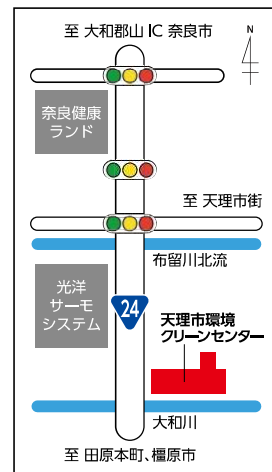 至 大和郡山IC 奈良市
N
奈良健康
ランド
至 天理市街
布留川北流
光洋
サーモ
システム
24
天理市環境
クリーンセンター
大和川
至 田原本町、橿原市